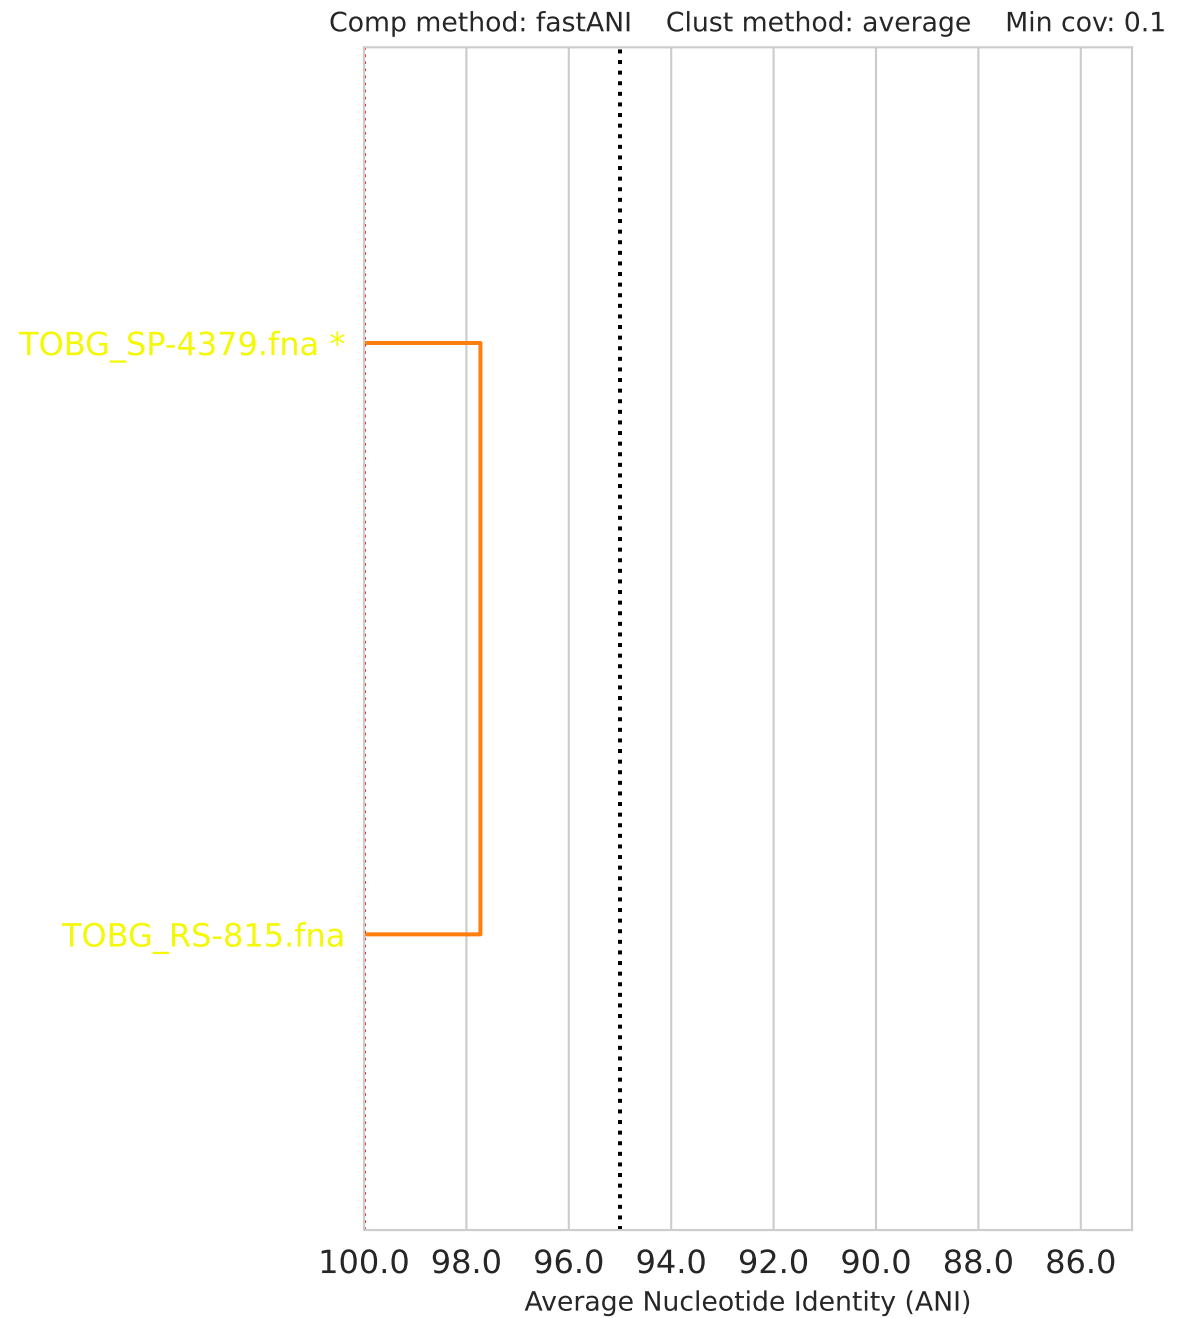 Comp method: fastANI    Clust method: average    Min cov: 0.1
TOBG_SP-4379.fna *
TOBG_RS-815.fna
100.0 98.0 96.0 94.0 92.0 90.0 88.0 86.0
Average Nucleotide Identity (ANI)